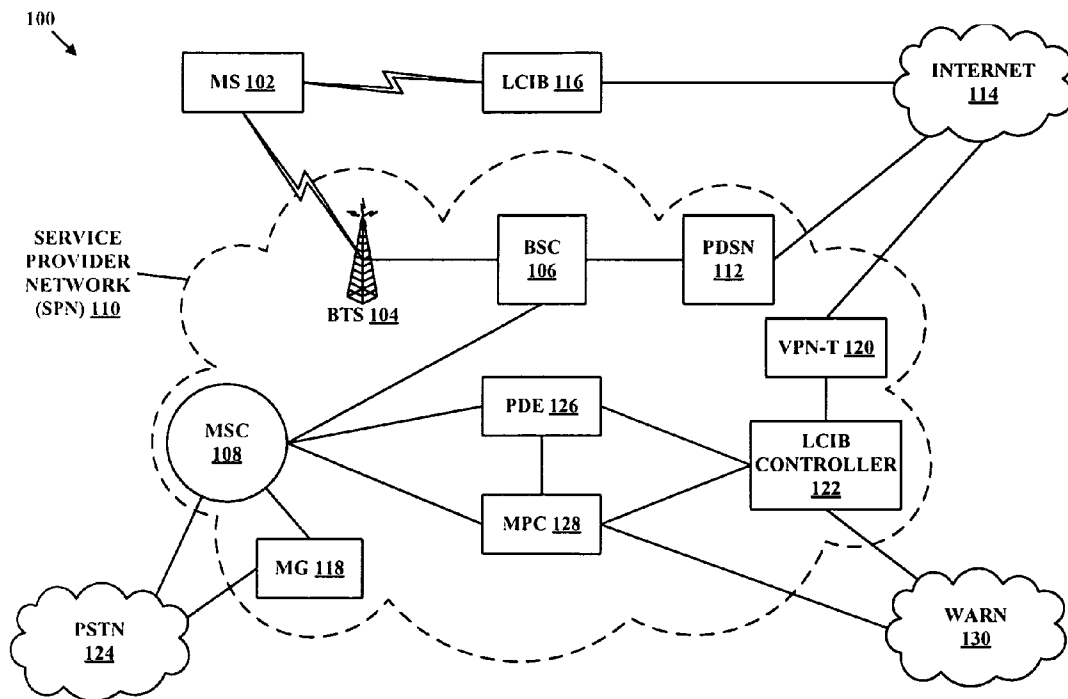 100
MS 102
LCIB 116
INTERNET
114
SERVICE
PROVIDER
NETWORK
(SPN) 110
BTS 104
BSC
106
PDSN
112
VPN-T 120
MSC
108
PDE 126
LCIB
CONTROLLER
122
MPC 128
MG 118
PSTN
124
WARN
130